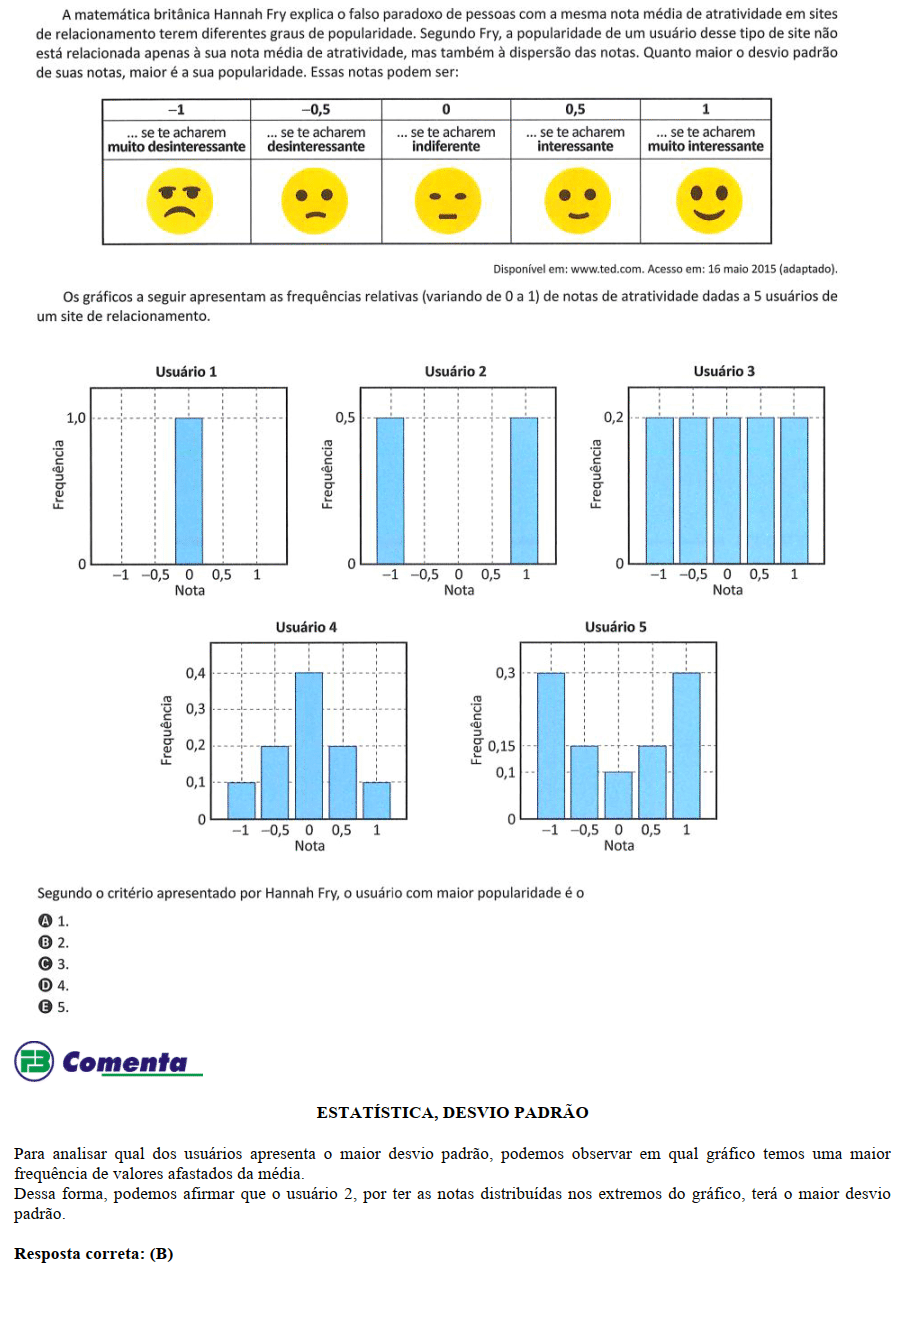 A matemática britânica Hannah Fry explica o falso paradoxo de pessoas com a mesma nota média de atratividade em sites
de relacionamento terem diferentes graus de popularidade. Segundo Fry, a popularidade de um usuário desse tipo de site não
está relacionada apenas à sua nota média de atratividade, mas também à dispersão das notas. Quanto maior o desvio padrão
de suas notas, maior é a sua popularidade. Essas notas podem ser:
–1 –0,5 0 0,5 1
... se te acharem ... se te acharem ... se te acharem ... se te acharem ... se te acharem
muito desinteressante desinteressante indiferente interessante muito interessante
Disponível em: www.ted.com. Acesso em: 16 maio 2015 (adaptado).
Os gráficos a seguir apresentam as frequências relativas (variando de 0 a 1) de notas de atratividade dadas a 5 usuários de
um site de relacionamento.
Usuário 1
1,0
Frequência
0
–1 –0,5 0 0,5 1
Nota
Usuário 2
0,5
Frequência
0
–1 –0,5 0 0,5 1
Nota
Usuário 3
0,2
Frequência
0
–1 –0,5 0 0,5 1
Nota
Usuário 4
0,4
0,3
Frequência
0,2
0,1
0
–1 –0,5 0 0,5 1
Nota
Usuário 5
0,3
Frequência
0,15
0,1
0
–1 –0,5 0 0,5 1
Nota
Segundo o critério apresentado por Hannah Fry, o usuário com maior popularidade é o
A 1.
B 2.
C 3.
D 4.
E 5.
FB Comenta
ESTATÍSTICA, DESVIO PADRÃO
Para analisar qual dos usuários apresenta o maior desvio padrão, podemos observar em qual gráfico temos uma maior
frequência de valores afastados da média.
Dessa forma, podemos afirmar que o usuário 2, por ter as notas distribuídas nos extremos do gráfico, terá o maior desvio
padrão.
Resposta correta: (B)